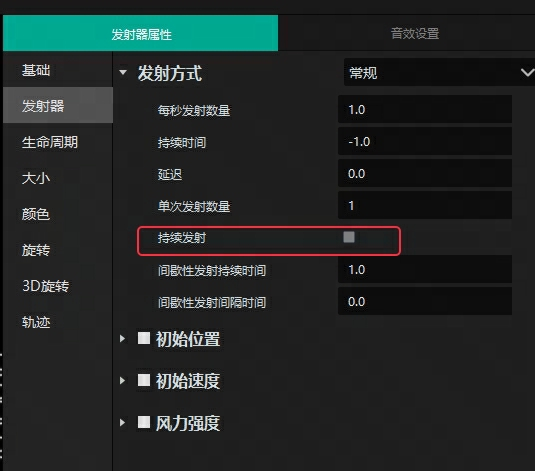 发射器属性 音效设置
基础
发射器
生命周期
大小
颜色
旋转
3D旋转
轨迹
发射方式 常规
每秒发射数量 1.0
持续时间 -1.0
延迟 0.0
单次发射数量 1
持续发射
间歇性发射持续时间 1.0
间歇性发射间隔时间 0.0
初始位置
初始速度
风力强度